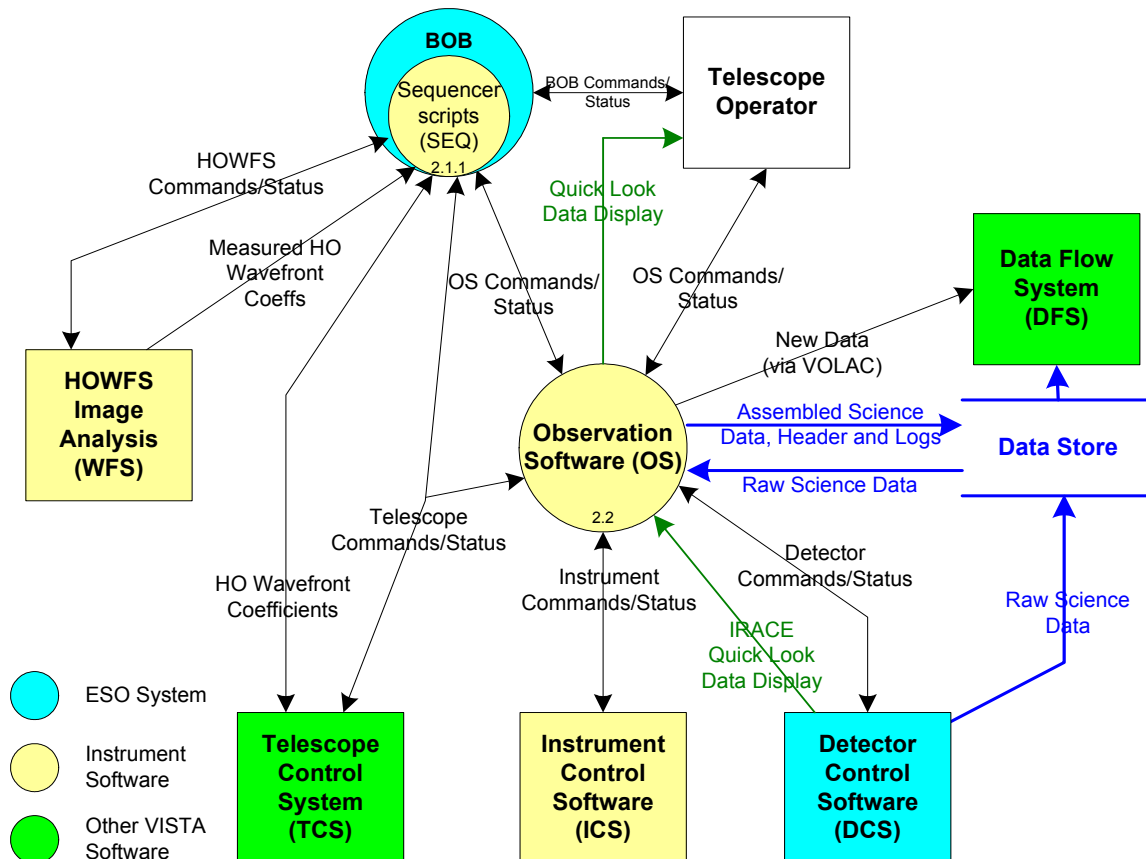 BOB
Sequencer
scripts
(SEQ)
2.1.1
BOB Commands/
Status
Telescope
Operator
HOWFS
Commands/Status
Quick Look
Data Display
Measured HO
Wavefront
Coeffs
OS Commands/
Status
OS Commands/
Status
Data Flow
System
(DFS)
New Data
(via VOLAC)
HOWFS
Image
Analysis
(WFS)
Observation
Software (OS)
2.2
Assembled Science
Data, Header and Logs
Data Store
Raw Science Data
Telescope
Commands/Status
Detector
Commands/Status
HO Wavefront
Coefficients
Instrument
Commands/Status
Raw Science
Data
IRACE
Quick Look
Data Display
ESO System
Instrument
Software
Other VISTA
Software
Telescope
Control
System
(TCS)
Instrument
Control
Software
(ICS)
Detector
Control
Software
(DCS)